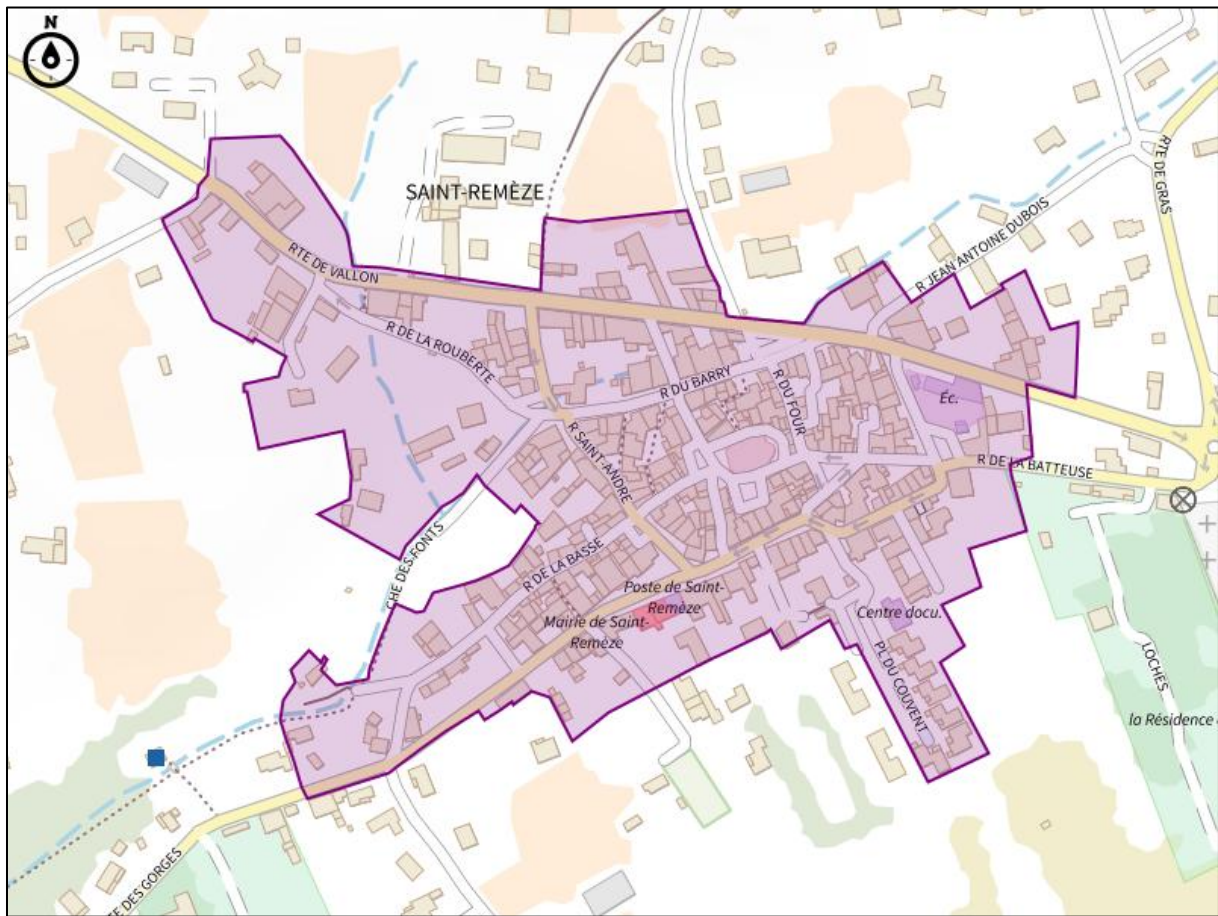 N
SAINT-REMÈZE
RTE DE GRAS
R JEAN ANTOINE DUBOIS
RTE DE VALLON
R DE LA ROUBERTE
R DU BARRY
R DU FOUR
Éc.
R SAINT-ANDRE
R DE LA BATTEUSE
CHE DES FONTS
R DE LA BASSE
Poste de Saint-
Remèze
Mairie de Saint-
Remèze
Centre docu.
PL DU COUVENT
LOCHES
la Résidence
DES GORGES